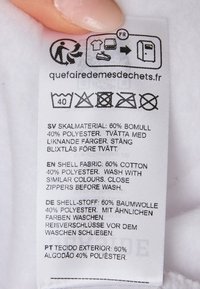 FR
quefairedemesdechets.fr
40
SV SKALMATERIAL: 60% BOMULL
40% POLYESTER. TVÄTTA MED
LIKNANDE FÄRGER. STÄNG
BLIXTLÅS FÖRE TVÄTT.
EN SHELL FABRIC: 60% COTTON
40% POLYESTER. WASH WITH
SIMILAR COLOURS. CLOSE
ZIPPERS BEFORE WASH.
DE SHELL-STOFF: 60% BAUMWOLLE
40% POLYESTER. MIT ÄHNLICHEN
FARBEN WASCHEN.
REISVERSCHLÜSSE VOR DEM
WASCHEN SCHLIEßEN.
PT TECIDO EXTERIOR: 60%
ALGODÃO 40% POLIÉSTER.